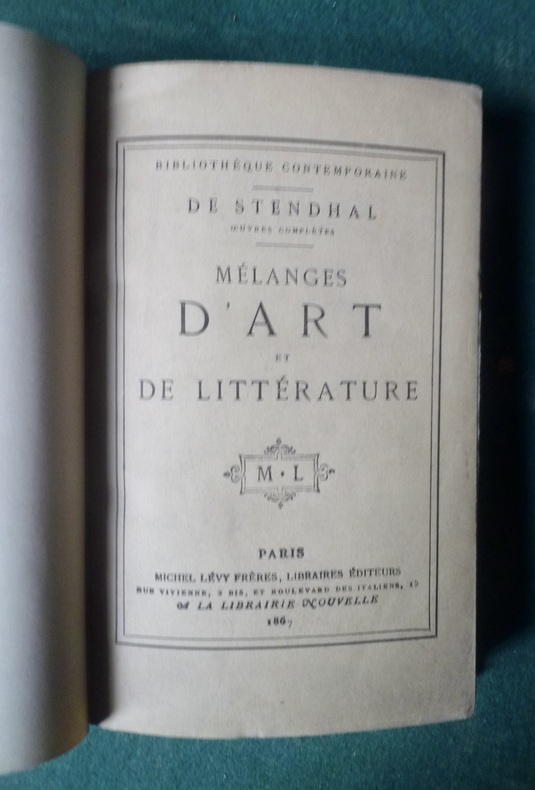 BIBLIOTHÈQUE CONTEMPORAINE
DE STENDHAL
ŒUVRES COMPLÈTES
MÉLANGES
D'ART
ET
DE LITTÉRATURE
M · L
PARIS
MICHEL LÉVY FRÈRES, LIBRAIRES ÉDITEURS
RUE VIVIENNE, 2 BIS, ET BOULEVARD DES ITALIENS, 15
A LA LIBRAIRIE NOUVELLE
1867